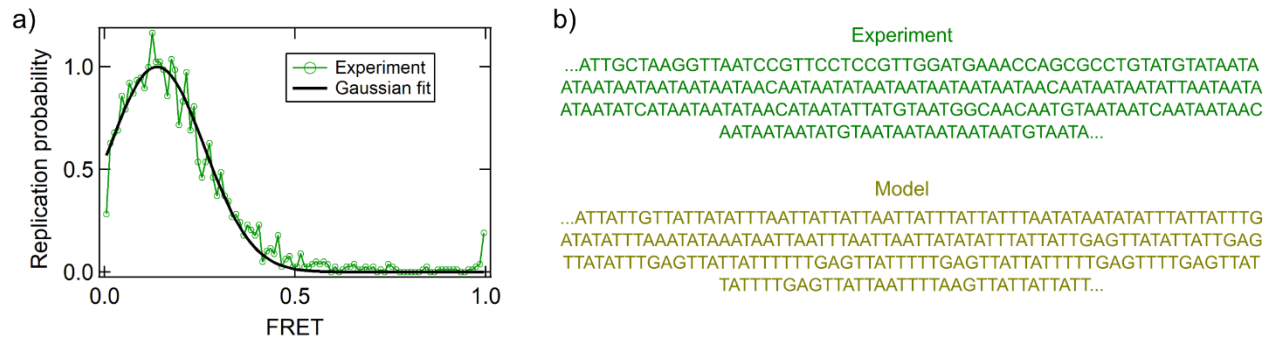 a)
Replication probability
1.0
0.5
0.0
Experiment
Gaussian fit
0.0
0.5
1.0
FRET
b)
Experiment
...ATTGCTAAGGTTAATCCGTTCCTCCGTTGGATGAAACCAGCGCCTGTATGTATAATA
ATAATAATAATAATAATAACAATAATATAATAATAATAATAATAACAATAATAATATTAATAATA
ATAATATCATAATAATATAACATAATATTATGTAATGGCAACAATGTAATAATCAATAATAAC
AATAATAATATGTAATAATAATAATAATGTAATA...
Model
...ATTATTGTTATTATATTTAATTATTATTAATTATTTATTATTTAATATAATATATTTATTATTTG
ATATATTTAAATATAAATAATTAATTTAATTAATTATATATTTATTATTGAGTTATATTATTGAG
TTATATTTGAGTTATTATTTTTTGAGTTATTTTTGAGTTATTATTTTTGAGTTTTGAGTTAT
TATTTTGAGTTATTAATTTTAAGTTATTATTATT...